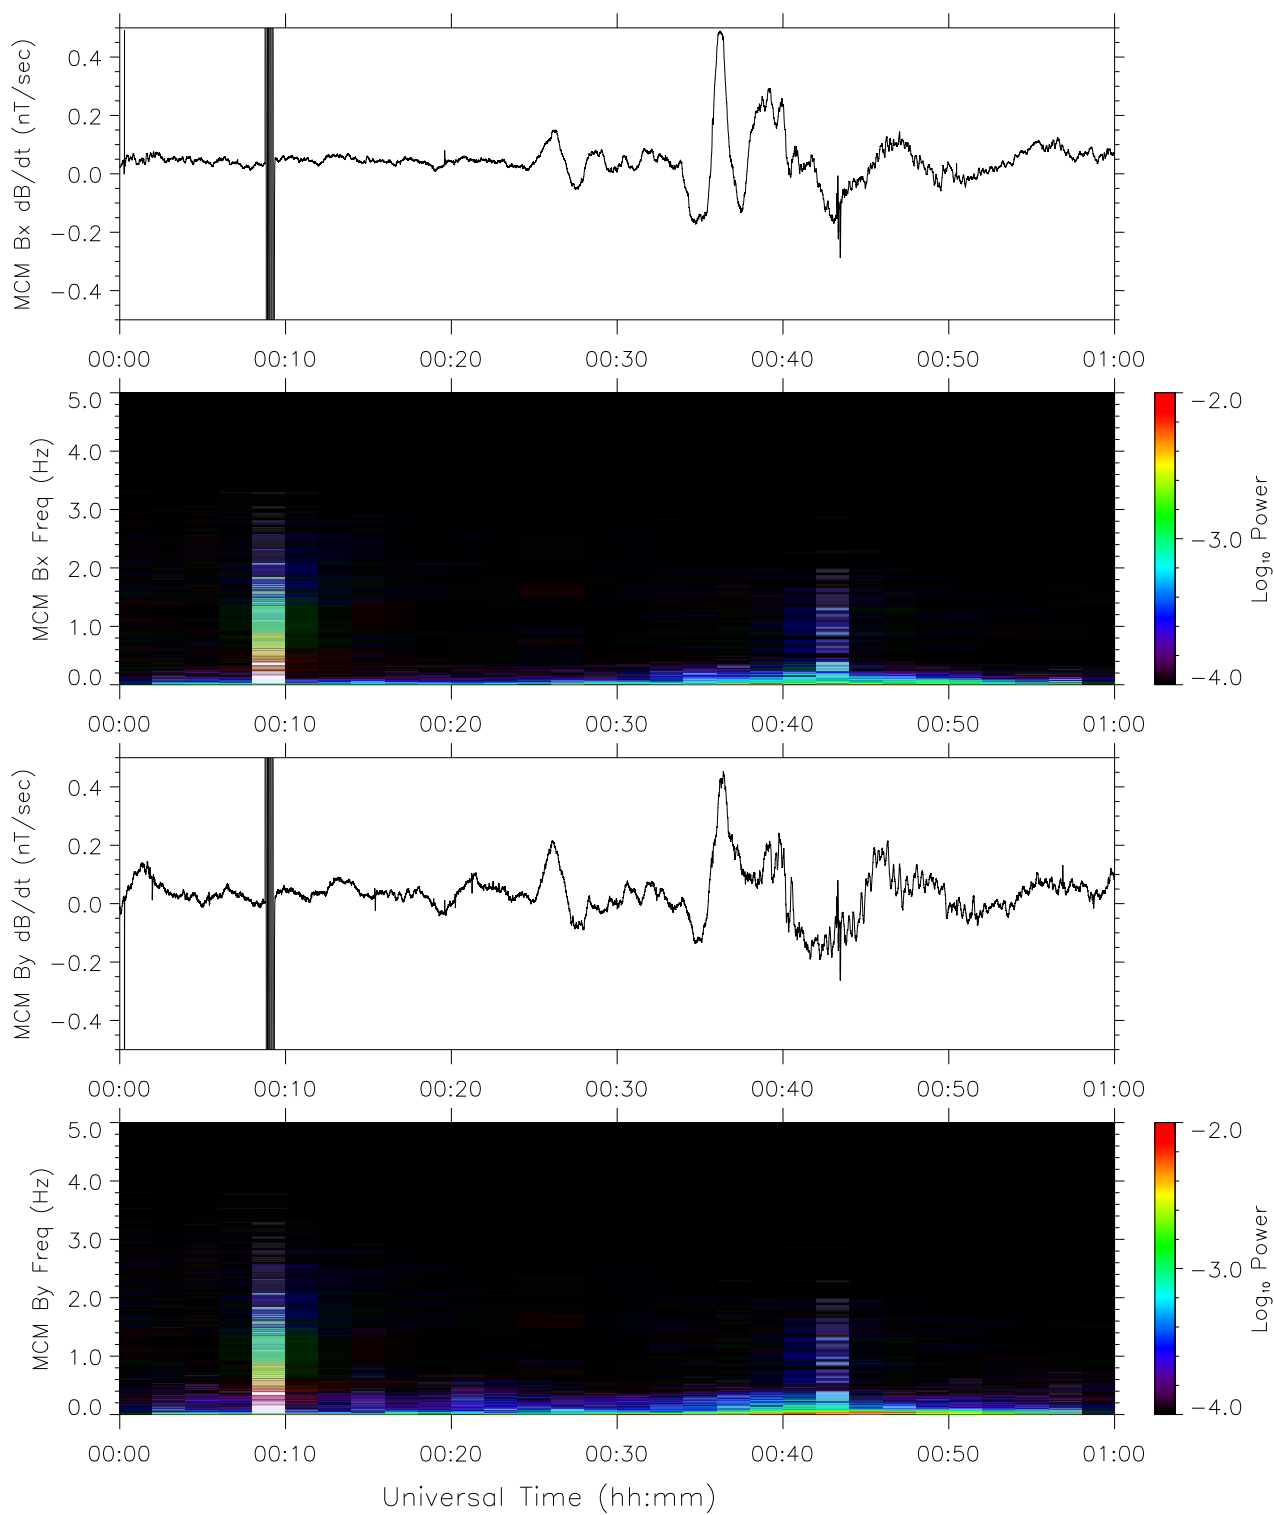 MCM Bx dB/dt (nT/sec)
0.4
0.2
0.0
−0.2
−0.4
00:00 00:10 00:20 00:30 00:40 00:50 01:00
MCM Bx Freq (Hz)
5.0
4.0
3.0
2.0
1.0
0.0
−2.0
−3.0
−4.0
Log₁₀ Power
00:00 00:10 00:20 00:30 00:40 00:50 01:00
MCM By dB/dt (nT/sec)
0.4
0.2
0.0
−0.2
−0.4
00:00 00:10 00:20 00:30 00:40 00:50 01:00
MCM By Freq (Hz)
5.0
4.0
3.0
2.0
1.0
0.0
−2.0
−3.0
−4.0
Log₁₀ Power
00:00 00:10 00:20 00:30 00:40 00:50 01:00
Universal Time (hh:mm)